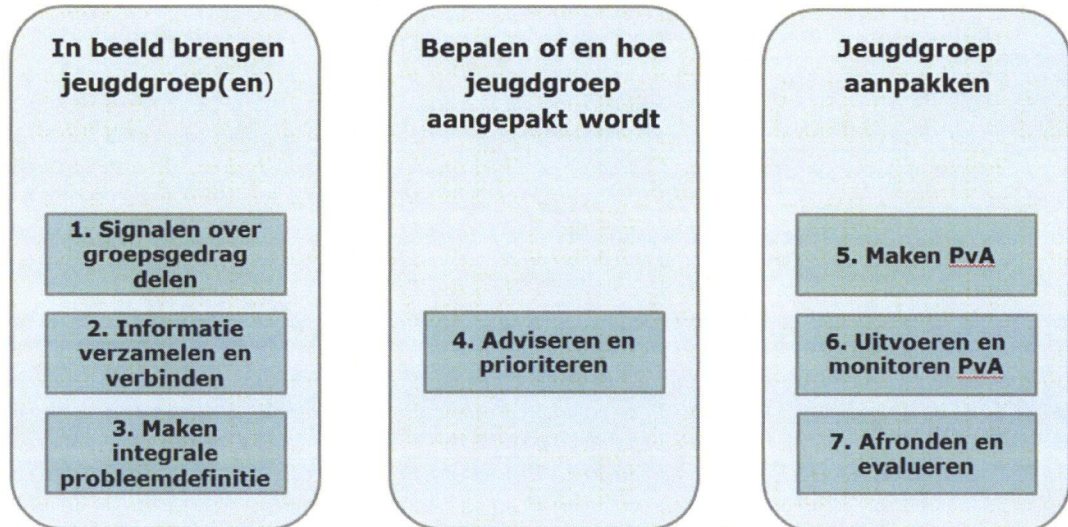 In beeld brengen
jeugdgroep(en)
1. Signalen over
groepsgedrag
delen
2. Informatie
verzamelen en
verbinden
3. Maken
integrale
probleemdefinitie
Bepalen of en hoe
jeugdgroep
aangepakt wordt
4. Adviseren en
prioriteren
Jeugdgroep
aanpakken
5. Maken PvA
6. Uitvoeren en
monitoren PvA
7. Afronden en
evalueren